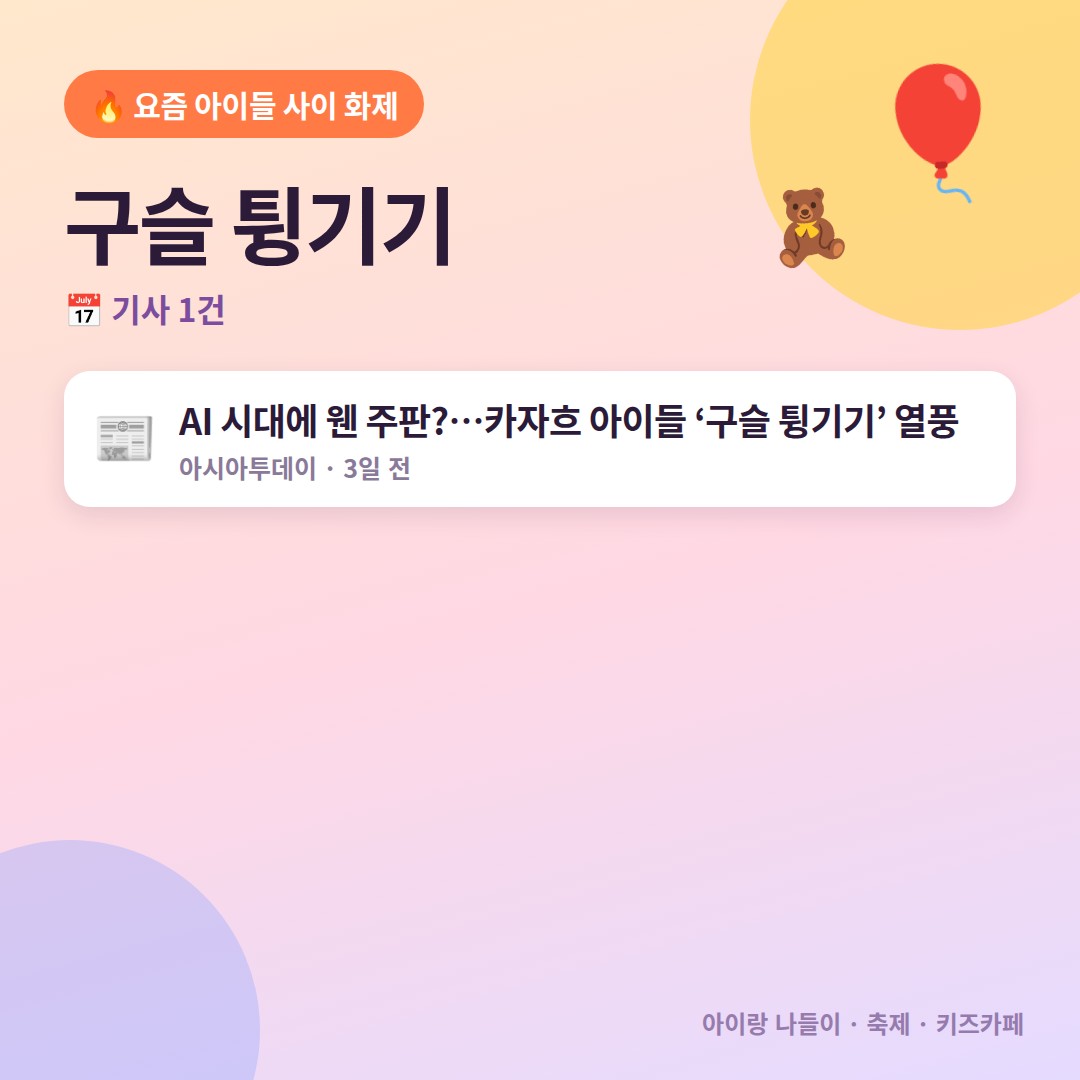 🔥 요즘 아이들 사이 화제
구슬 튕기기
📅 기사 1건
AI 시대에 웬 주판?…카자흐 아이들 ‘구슬 튕기기’ 열풍
아시아투데이 · 3일 전
아이랑 나들이 · 축제 · 키즈카페